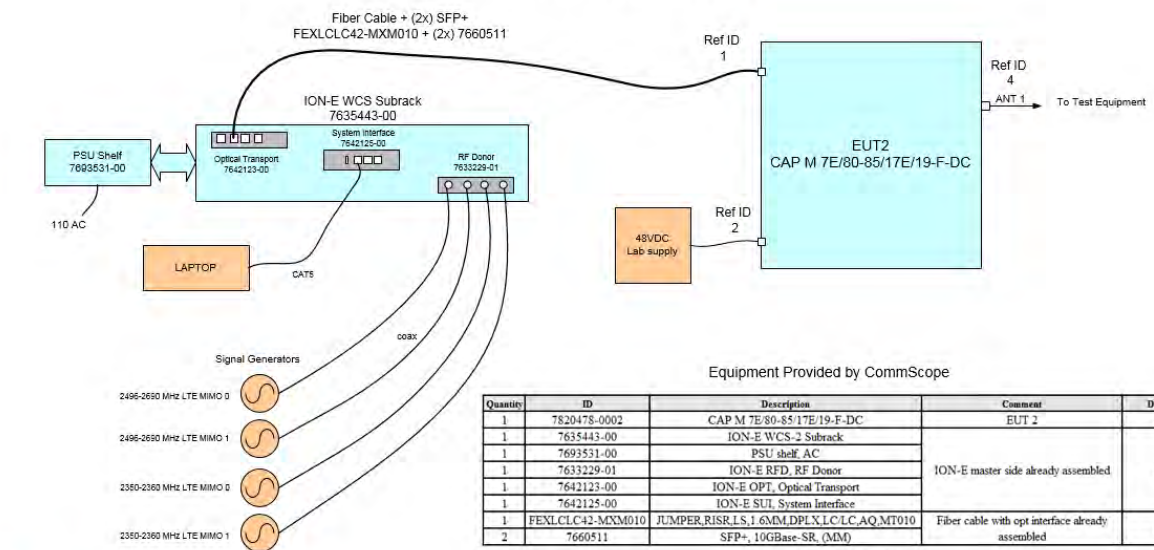 Fiber Cable + (2x) SFP+
FEXLCLC42-MXM010 + (2x) 7660511
Ref ID
1
Ref ID
4
ANT 1
To Test Equipment
ION-E WCS Subrack
7635443-00
System Interface
7642125-00
Optical Transport
7642123-00
RF Donor
7633229-01
PSU Shelf
7693531-00
110 AC
EUT2
CAP M 7E/80-85/17E/19-F-DC
Ref ID
2
48VDC
Lab supply
LAPTOP
CAT5
coax
Signal Generators
2496-2690 MHz LTE MIMO 0
2496-2690 MHz LTE MIMO 1
2350-2360 MHz LTE MIMO 0
2350-2360 MHz LTE MIMO 1
Equipment Provided by CommScope
Quantity ID Description Comment D
1 7820478-0002 CAP M 7E/80-85/17E/19-F-DC EUT 2
1 7635443-00 ION-E WCS-2 Subrack
1 7693531-00 PSU shelf, AC
1 7633229-01 ION-E RFD, RF Donor
ION-E master side already assembled
1 7642123-00 ION-E OPT, Optical Transport
1 7642125-00 ION-E SUI, System Interface
1 FEXLCLC42-MXM010 JUMPER,RISR,LS,1.6MM,DPLX,LC/LC,AQ,MT010
Fiber cable with opt interface already
assembled
2 7660511 SFP+, 10GBase-SR, (MM)